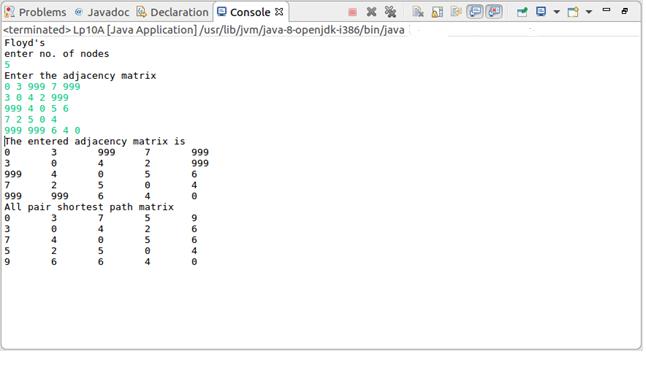 Problems Javadoc Declaration Console
<terminated> Lp10A [Java Application] /usr/lib/jvm/java-8-openjdk-i386/bin/java
Floyd's
enter no. of nodes
5
Enter the adjacency matrix
0 3 999 7 999
3 0 4 2 999
999 4 0 5 6
7 2 5 0 4
999 999 6 4 0
The entered adjacency matrix is
0 3 999 7 999
3 0 4 2 999
999 4 0 5 6
7 2 5 0 4
999 999 6 4 0
All pair shortest path matrix
0 3 7 5 9
3 0 4 2 6
7 4 0 5 6
5 2 5 0 4
9 6 6 4 0